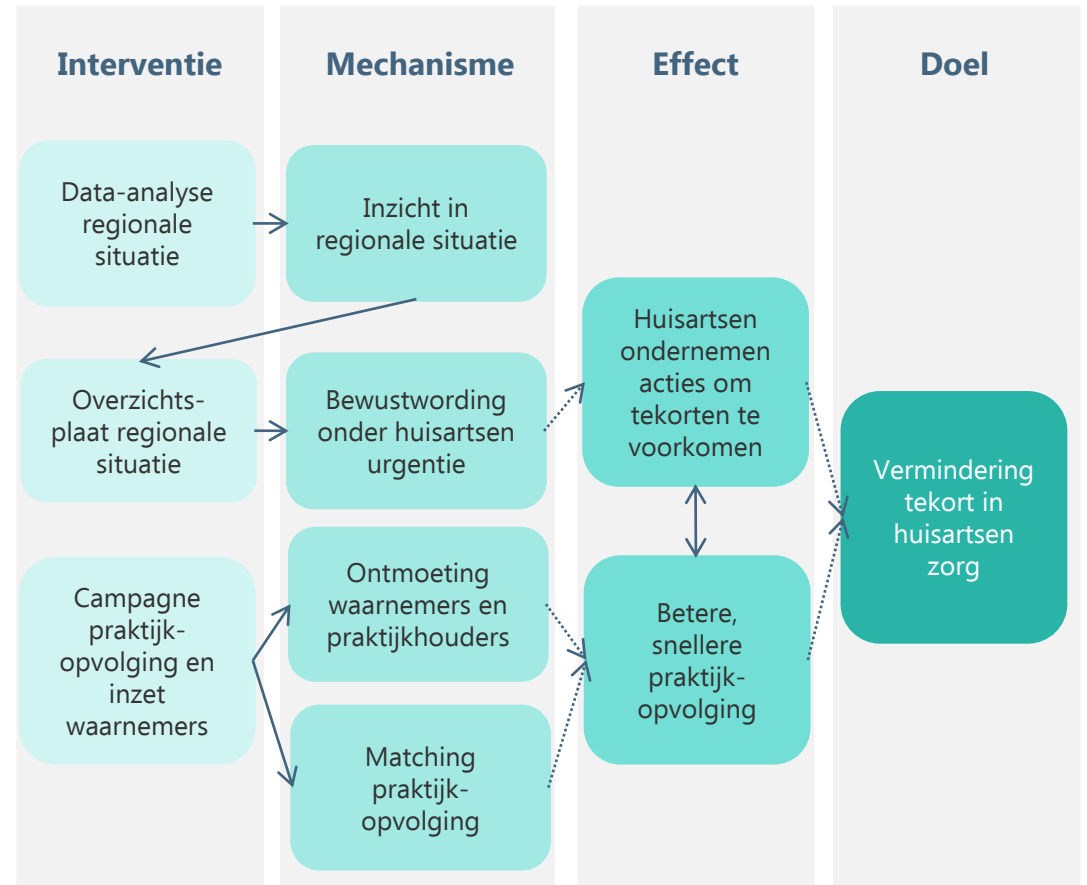 Interventie
Mechanisme
Effect
Doel
Data-analyse
regionale
situatie
Inzicht in
regionale situatie
Overzichts-
plaat regionale
situatie
Bewustwording
onder huisartsen
urgentie
Huisartsen
ondernemen
acties om
tekorten te
voorkomen
Vermindering
tekort in
huisartsen
zorg
Campagne
praktijk-
opvolging en
inzet
waarnemers
Ontmoeting
waarnemers en
praktijkhouders
Matching
praktijk-
opvolging
Betere,
snellere
praktijk-
opvolging